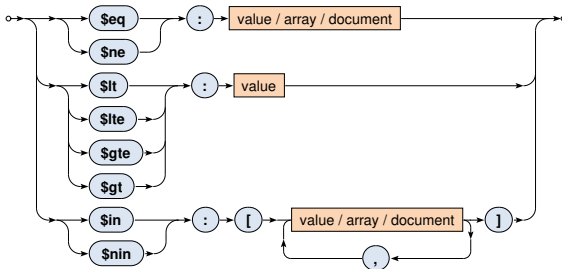 $eq : value / array / document
$ne
$lt : value
$lte
$gte
$gt
$in : [ value / array / document ]
$nin ,